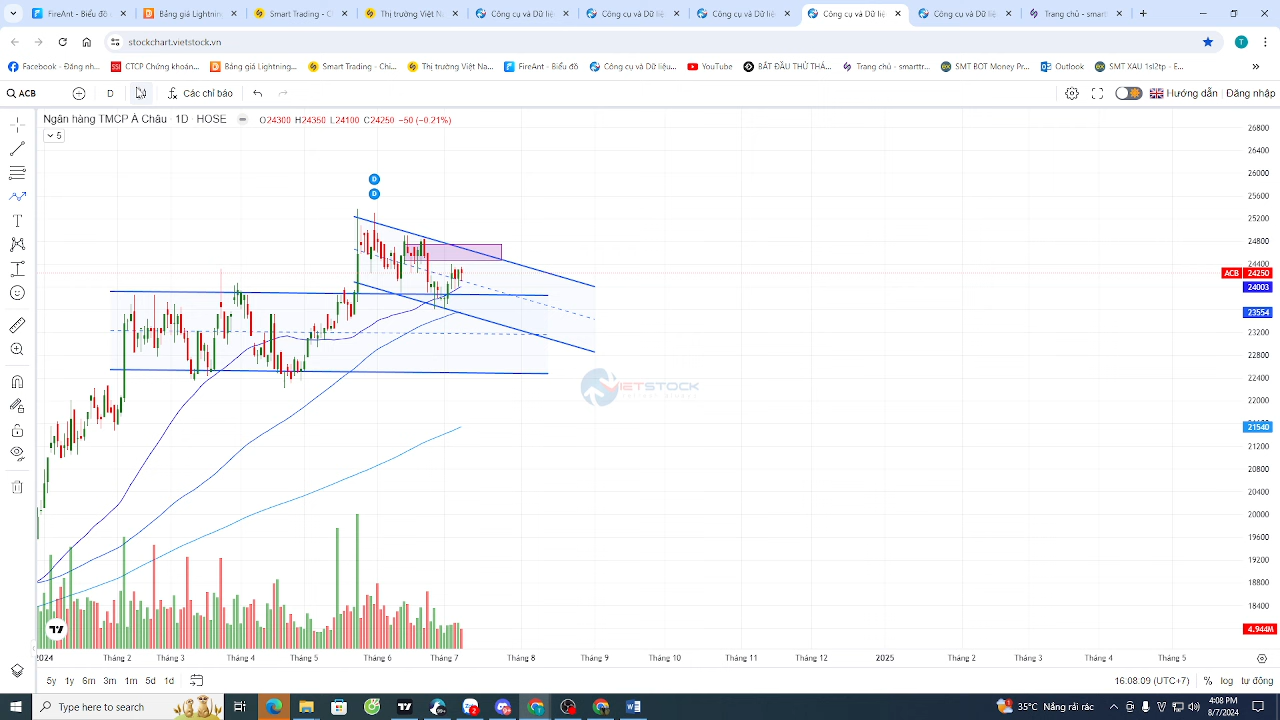 FireAnt - Biểu đồ
Bảng giá Lightning
Smart Trading - Cl
Thị trường Việt N
Công cụ và Dữ liệ
Công cụ và Dữ liệ
Công cụ và Dữ liệ
Công cụ và Dữ liệ
Công cụ và Dữ liệ
Trang chủ - smart
stockchart.vietstock.vn
T
Facebook - Đăng nh...
SSI CTCP Chứng khoán...
Bảng giá Lightning...
Smart Trading - Chi...
Thị trường Việt Na...
FireAnt - Biểu đồ...
Công cụ và Dữ liệu...
YouTube
BẮT ĐẦU THỬ THÁ...
Trang chủ - smarttr...
SMT BOT Money Pr...
Outlook
SMT XAU 1sl2tp - E...
»
ACB
D
Các chỉ báo
Hướng dẫn
Đăng nhập
Ngân hàng TMCP Á Châu · 1D · HOSE
O24300 H24350 L24100 C24250 −50 (−0.21%)
5
D
D
26800
26400
26000
25600
25200
24800
24400
ACB 24250
24003
23554
23200
22800
22400
22000
21600
21540
21200
20800
20400
20000
19600
19200
18800
18400
4.944M
VIETSTOCK
2024
Tháng 2
Tháng 3
Tháng 4
Tháng 5
Tháng 6
Tháng 7
Tháng 8
Tháng 9
Tháng 10
Tháng 11
Tháng 12
2025
Tháng 2
Tháng 3
Tháng 4
Tháng 5
5y 1y 6m 3m 1m 5d 1d
16.08.09 (UTC+7)
% log tự động
Type here to search
35°C Nắng rải rác
4:08 PM
8/7/2024